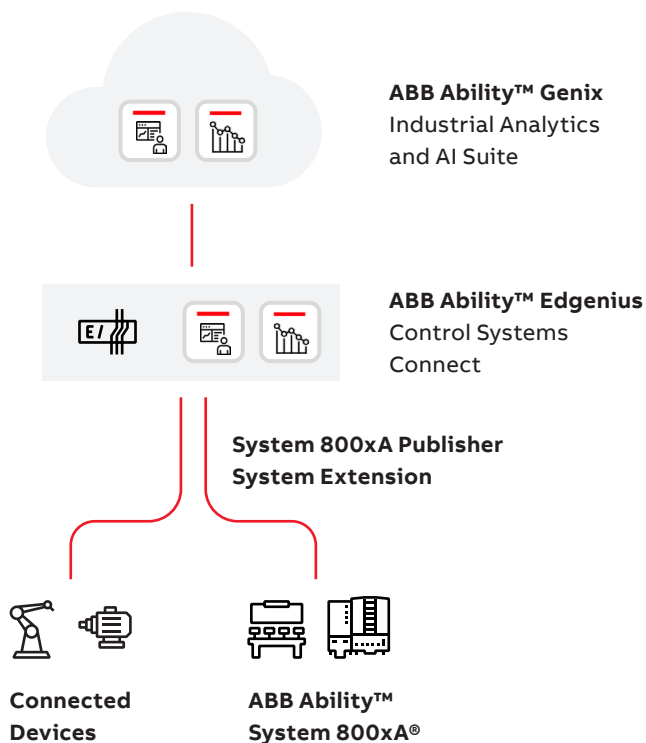 ABB Ability™ Genix
Industrial Analytics
and AI Suite
E/
ABB Ability™ Edgenius
Control Systems
Connect
System 800xA Publisher
System Extension
Connected
Devices
ABB Ability™
System 800xA®